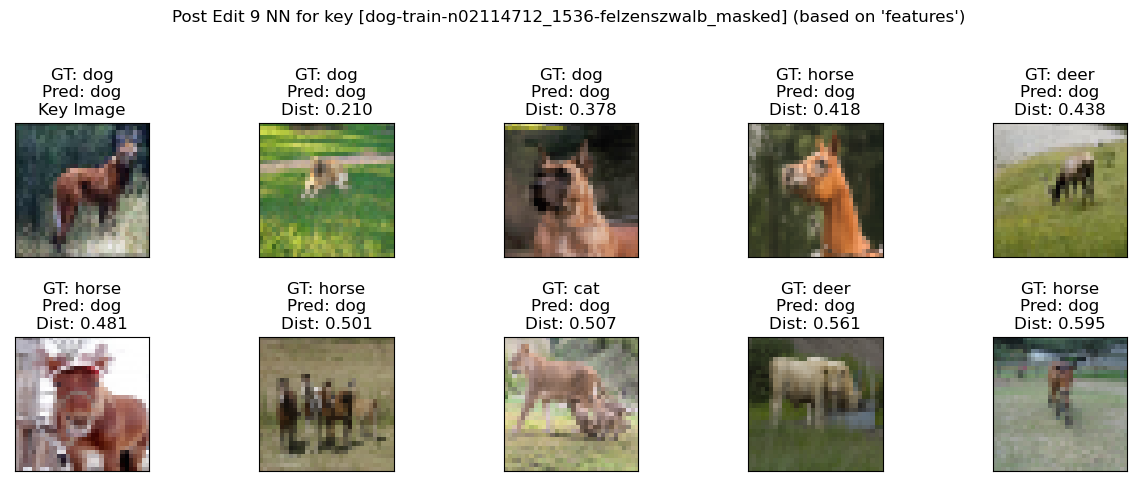 Post Edit 9 NN for key [dog-train-n02114712_1536-felzenszwalb_masked] (based on 'features')
GT: dog
Pred: dog
Key Image
GT: dog
Pred: dog
Dist: 0.210
GT: dog
Pred: dog
Dist: 0.378
GT: horse
Pred: dog
Dist: 0.418
GT: deer
Pred: dog
Dist: 0.438
GT: horse
Pred: dog
Dist: 0.481
GT: horse
Pred: dog
Dist: 0.501
GT: cat
Pred: dog
Dist: 0.507
GT: deer
Pred: dog
Dist: 0.561
GT: horse
Pred: dog
Dist: 0.595